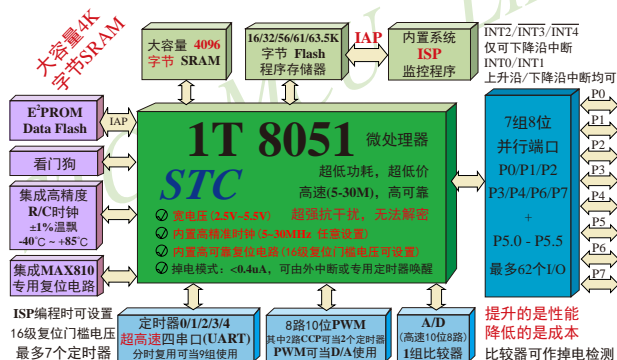 大容量4K
字节SRAM
大容量 4096
字节 SRAM
16/32/56/61/63.5K
字节 Flash
程序存储器
IAP
内置系统
ISP
监控程序
INT2/INT3/INT4
仅可下降沿中断
INT0/INT1
上升沿/下降沿中断均可
E²PROM
Data Flash
IAP
看门狗
集成高精度
R/C时钟
±1%温飘
-40℃ ~ +85℃
集成MAX810
专用复位电路
1T 8051 微处理器
STC
超低功耗，超低价
高速(5-30M)，高可靠
宽电压(2.5V~5.5V) 超强抗干扰，无法解密
内置高精准时钟(5~30MHz 任意设置)
内置高可靠复位电路(16级复位门槛电压可设置)
掉电模式：<0.4uA，可由外中断或专用定时器唤醒
7组8位
并行端口
P0/P1/P2
P3/P4/P6/P7
+
P5.0 - P5.5
最多62个I/O
P0
P1
P2
P3
P4
P5
P6
P7
ISP编程时可设置
16级复位门槛电压
最多7个定时器
定时器0/1/2/3/4
超高速四串口(UART)
分时复用可当9组使用
8路10位PWM
其中2路CCP可当2个定时器
PWM可当D/A使用
A/D
(高速10位8路)
1组比较器
提升的是性能
降低的是成本
比较器可作掉电检测